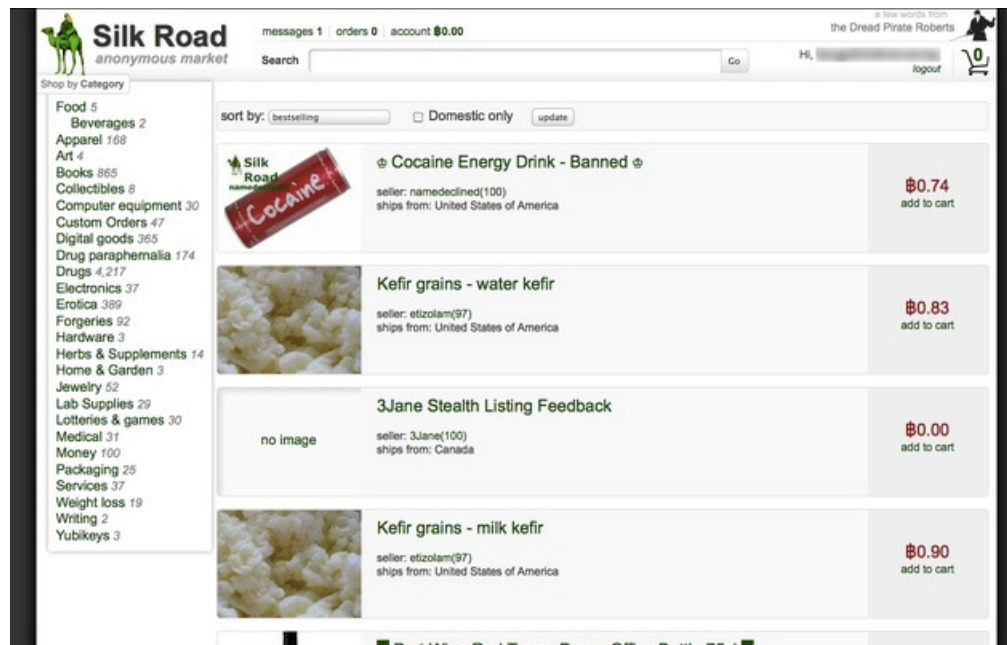 Silk Road
anonymous market
messages 1 orders 0 account ฿0.00
a few words from
the Dread Pirate Roberts
Search
Go
Hi,
logout
0
Shop by Category
Food 5
Beverages 2
Apparel 168
Art 4
Books 865
Collectibles 8
Computer equipment 30
Custom Orders 47
Digital goods 365
Drug paraphernalia 174
Drugs 4,217
Electronics 37
Erotica 389
Forgeries 92
Hardware 3
Herbs & Supplements 14
Home & Garden 3
Jewelry 52
Lab Supplies 29
Lotteries & games 30
Medical 31
Money 100
Packaging 25
Services 37
Weight loss 19
Writing 2
Yubikeys 3
sort by: bestselling Domestic only update
Silk
Road
namedeclined
Cocaine
♔ Cocaine Energy Drink - Banned ♔
seller: namedeclined(100)
ships from: United States of America
฿0.74
add to cart
Kefir grains - water kefir
seller: etizolam(97)
ships from: United States of America
฿0.83
add to cart
no image
3Jane Stealth Listing Feedback
seller: 3Jane(100)
ships from: Canada
฿0.00
add to cart
Kefir grains - milk kefir
seller: etizolam(97)
ships from: United States of America
฿0.90
add to cart